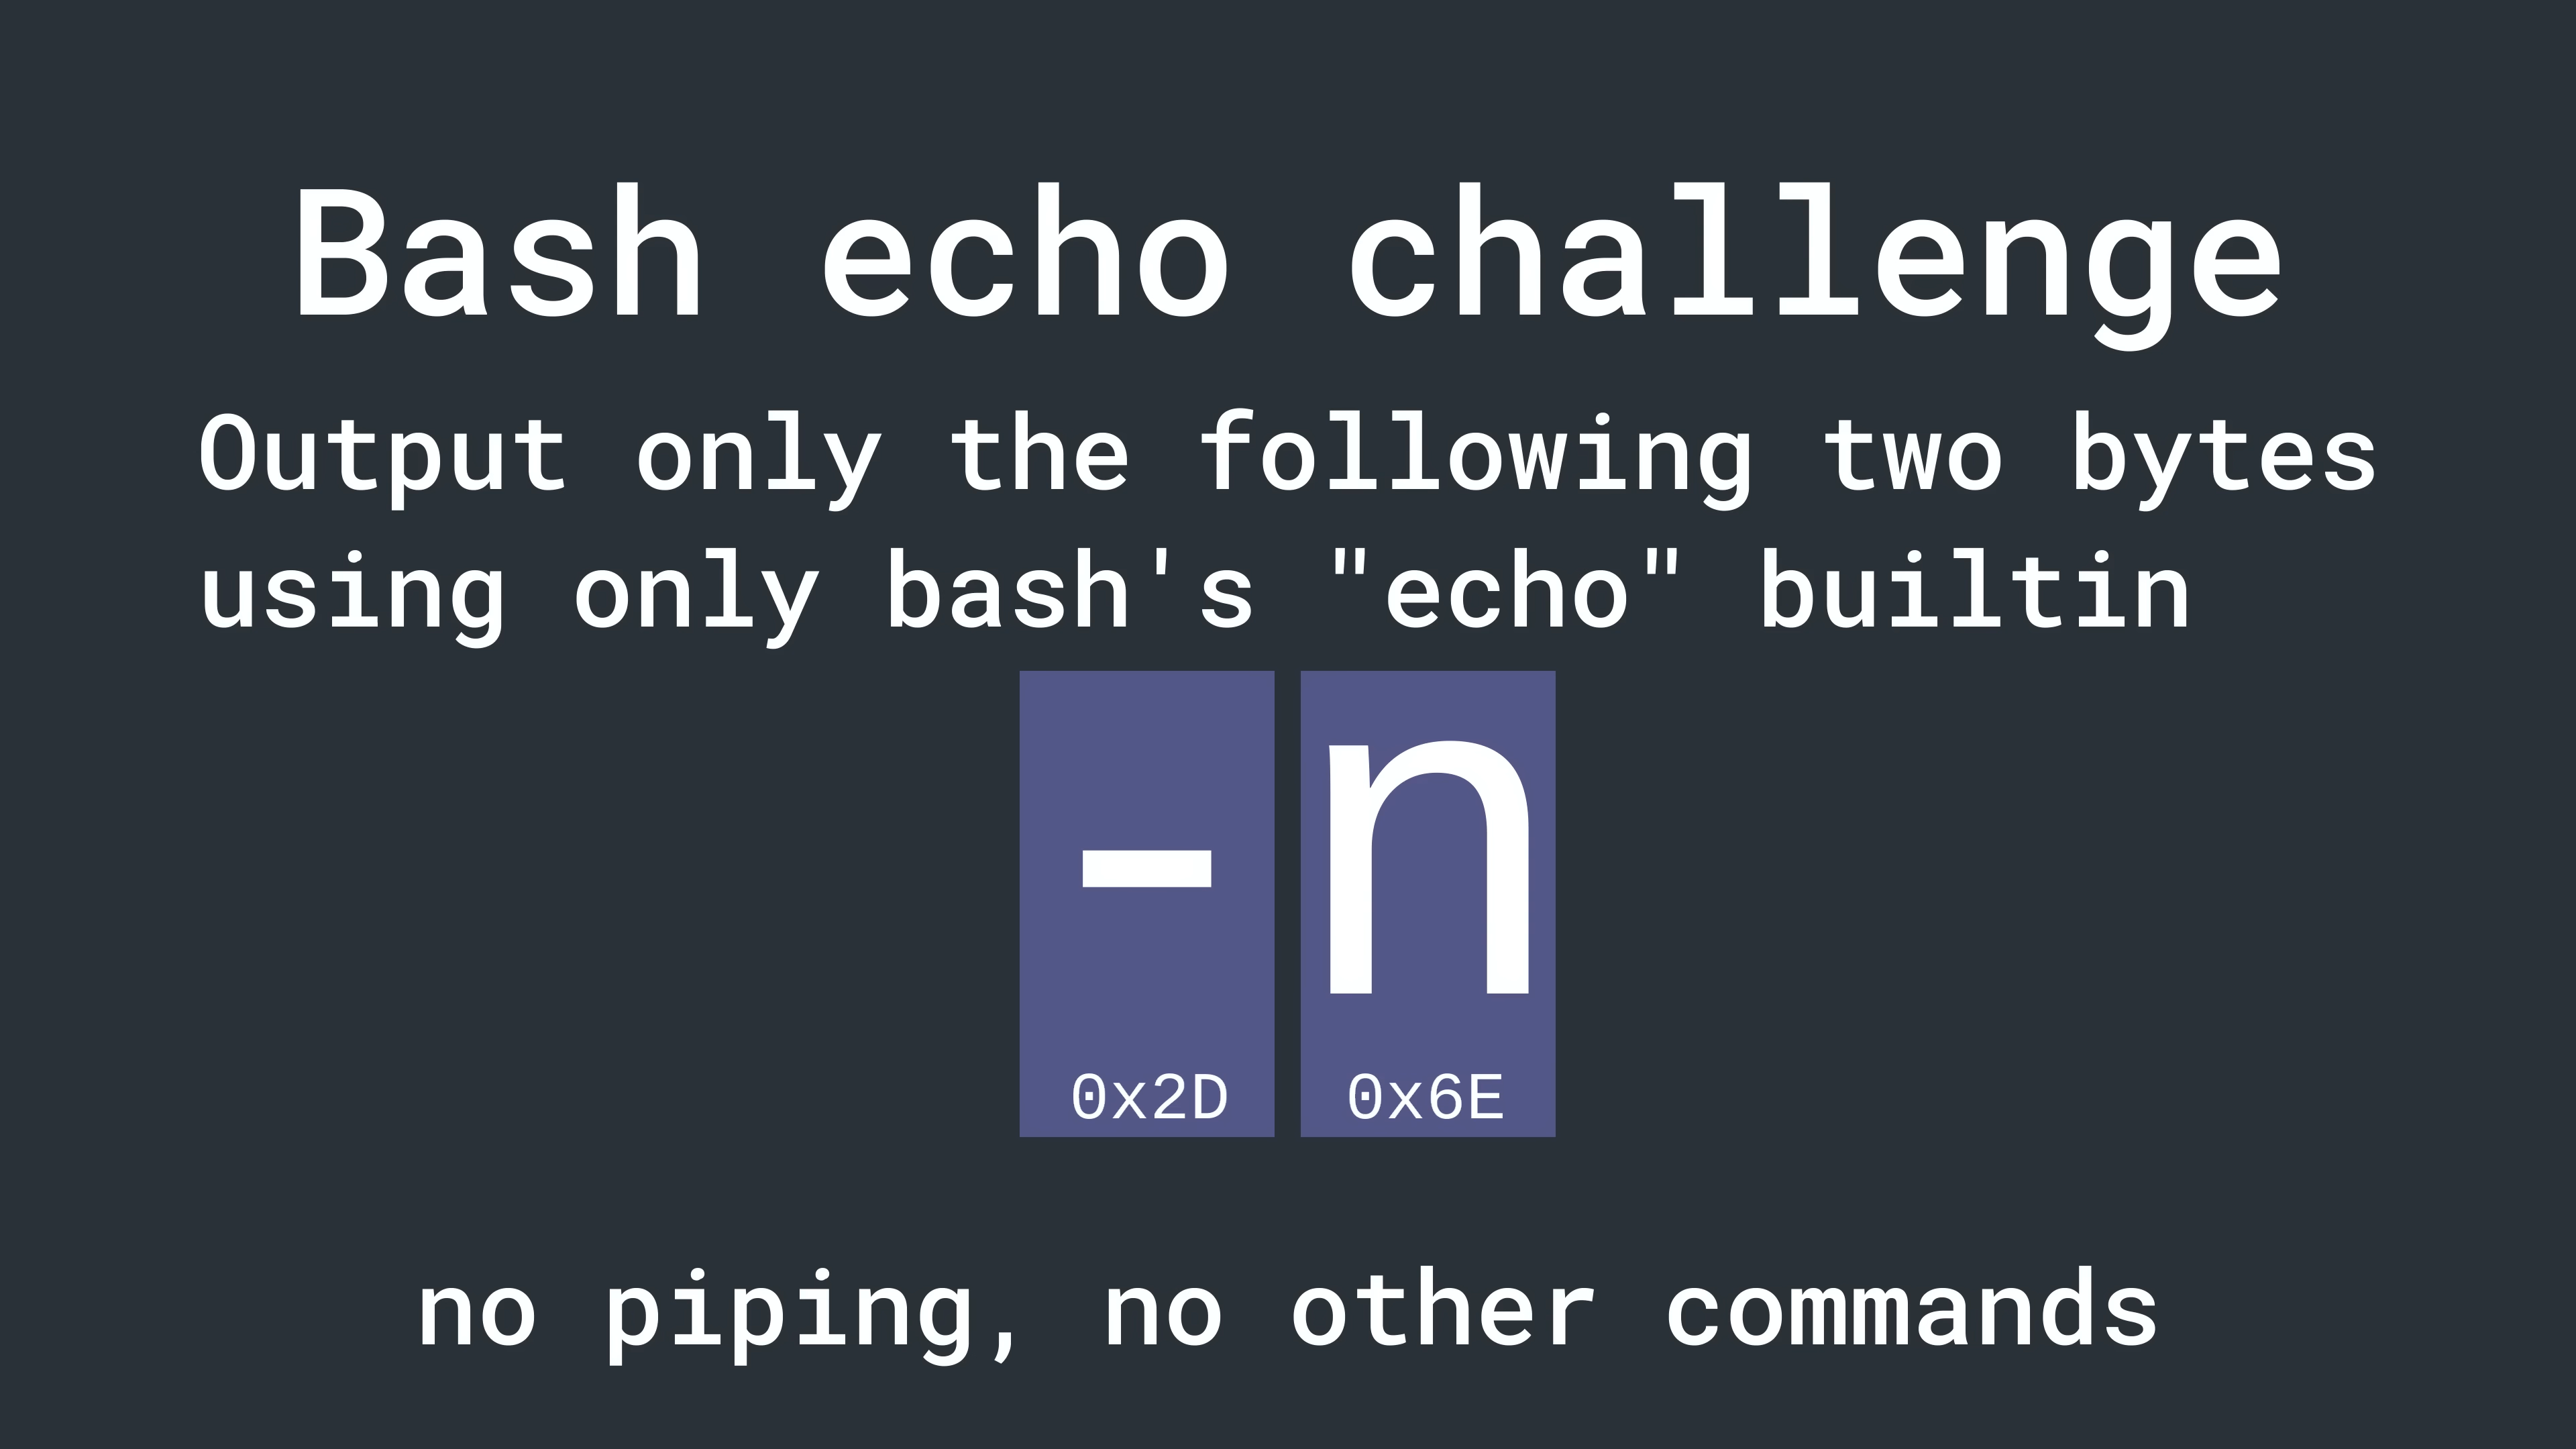 Bash echo challenge
Output only the following two bytes
using only bash's "echo" builtin
- n
0x2D 0x6E
no piping, no other commands